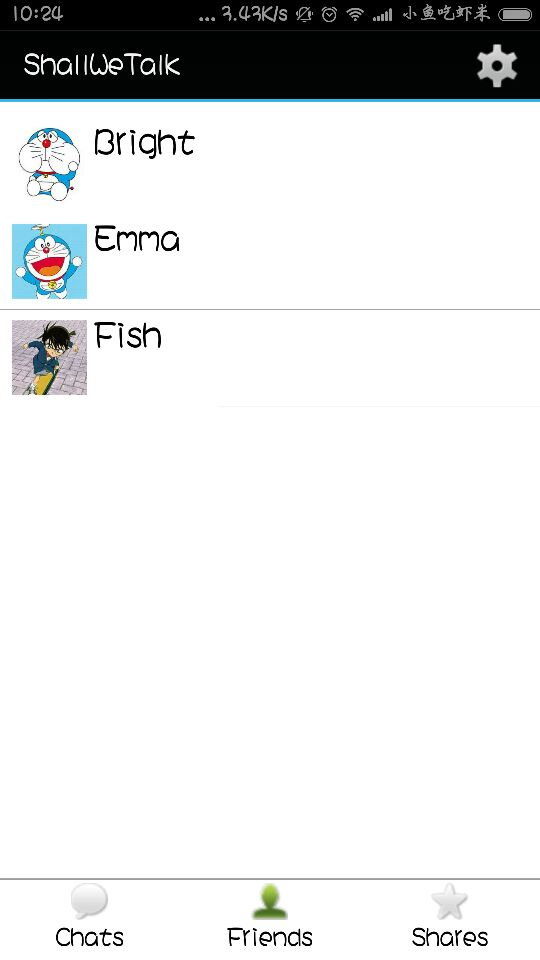 10:24 ... 3.43K/s 小鱼吃虾米
ShallWeTalk
Bright
Emma
Fish
Chats Friends Shares